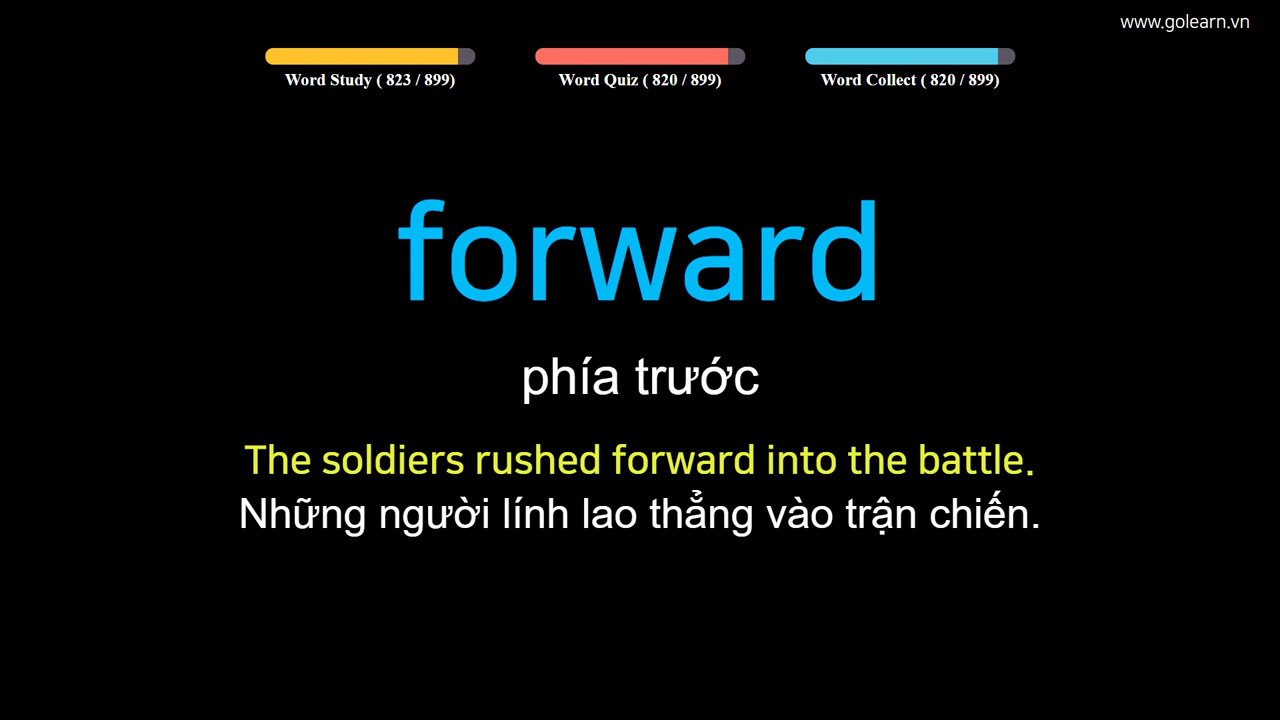 www.golearn.vn
Word Study ( 823 / 899)
Word Quiz ( 820 / 899)
Word Collect ( 820 / 899)
forward
phía trước
The soldiers rushed forward into the battle.
Những người lính lao thẳng vào trận chiến.